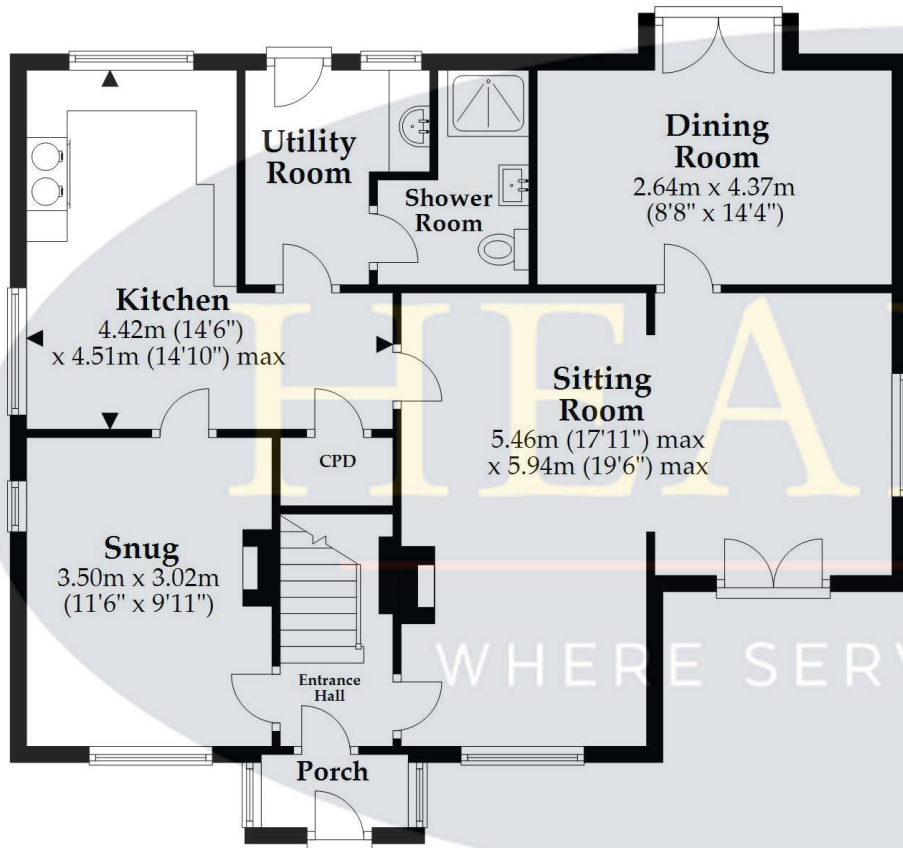 Utility
Room
Dining
Room
2.64m x 4.37m
(8'8" x 14'4")
Shower
Room
Kitchen
4.42m (14'6")
x 4.51m (14'10") max
Sitting
Room
5.46m (17'11") max
x 5.94m (19'6") max
CPD
Snug
3.50m x 3.02m
(11'6" x 9'11")
Entrance
Hall
Porch
HEA
WHERE SERV